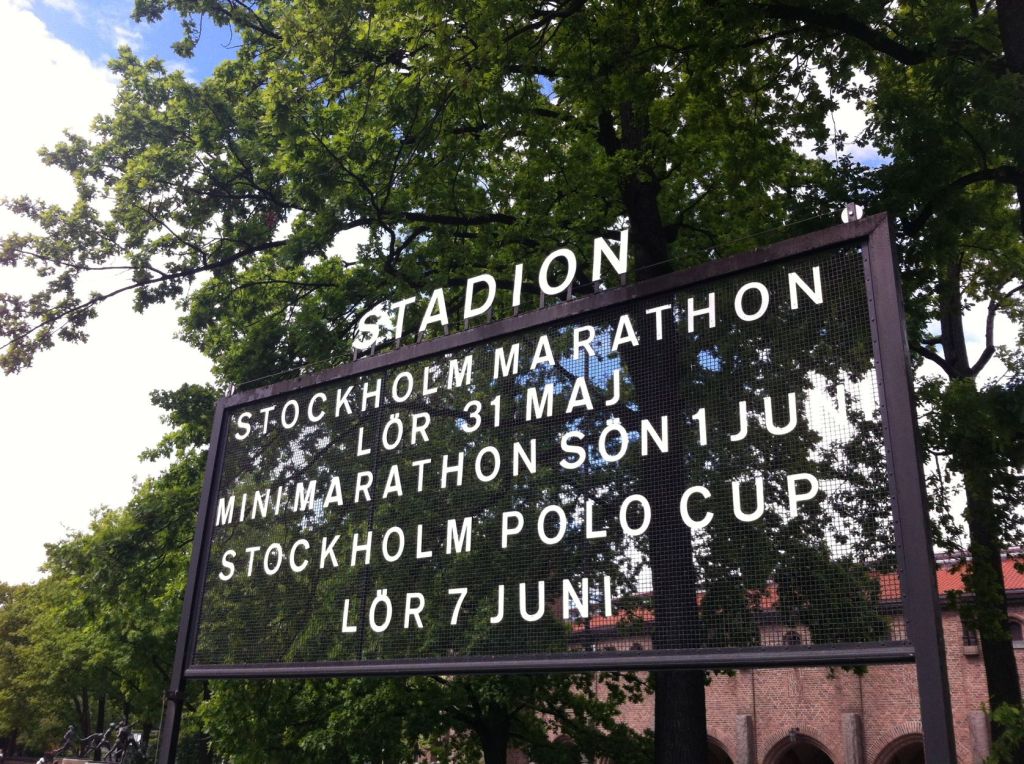 STADION
STOCKHOLM MARATHON
LÖR 31 MAJ
MINIMARATHON SÖN 1 JUNI
STOCKHOLM POLO CUP
LÖR 7 JUNI